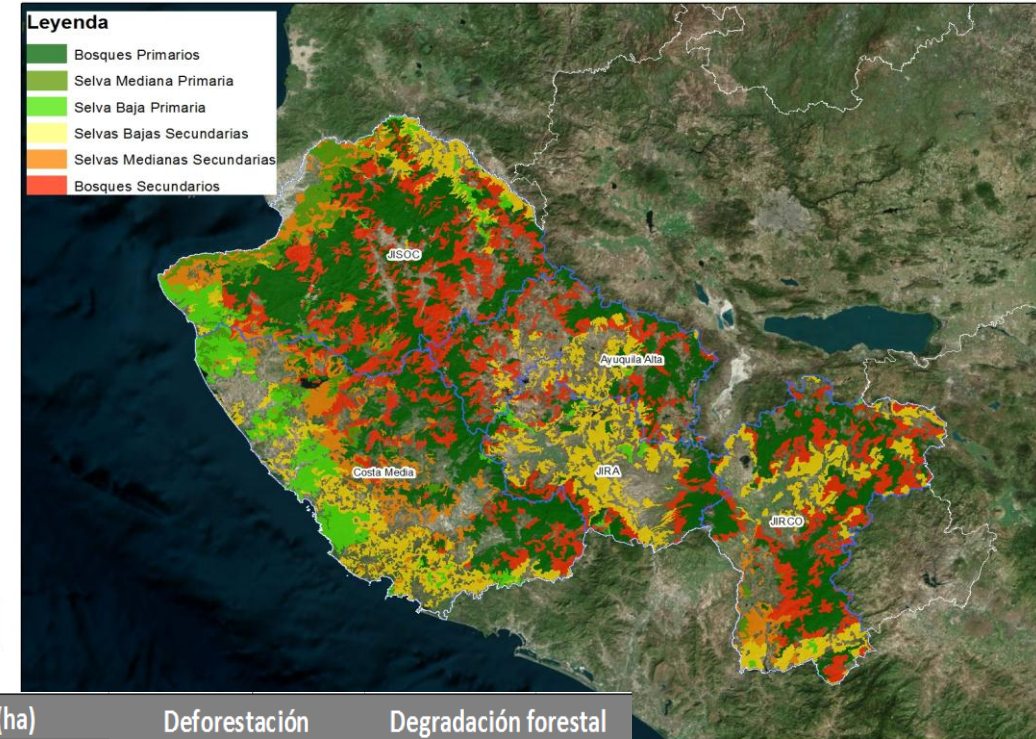 Leyenda
Bosques Primarios
Selva Mediana Primaria
Selva Baja Primaria
Selvas Bajas Secundarias
Selvas Medianas Secundarias
Bosques Secundarios
JISOC
Ayuquila Alta
Costa Media
JIRA
JIRCO
(ha) Deforestación Degradación forestal